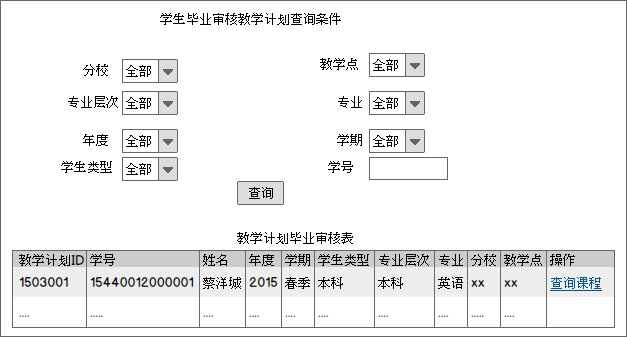 学生毕业审核教学计划查询条件
分校 全部 教学点 全部
专业层次 全部 专业 全部
年度 全部 学期 全部
学生类型 全部 学号
查询
教学计划毕业审核表
教学计划ID 学号 姓名 年度 学期 学生类型 专业层次 专业 分校 教学点 操作
1503001 15440012000001 蔡洋城 2015 春季 本科 本科 英语 xx xx 查询课程
.... ..... .... .... .... .... .... .... ..... ....